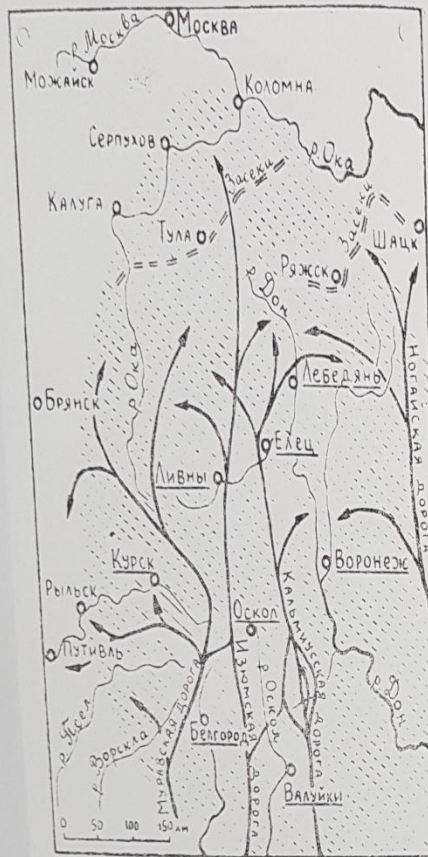 Москва
р. Москва
Можайск
Коломна
Серпухов
р. Ока
Засеки
Засеки
Калуга
Тула
Шацк
Ряжск
р. Дон
Лебедянь
Брянск
р. Ока
Ногайская дорога
Елец
Ливны
Курск
Воронеж
Рыльск
Оскол
Путивль
Кальмиусская дорога
Изюмская дорога
р. Оскол
р. Дон
Муравская дорога
р. Псел
р. Ворскла
Белгород
Валуйки
0 50 100 150 км